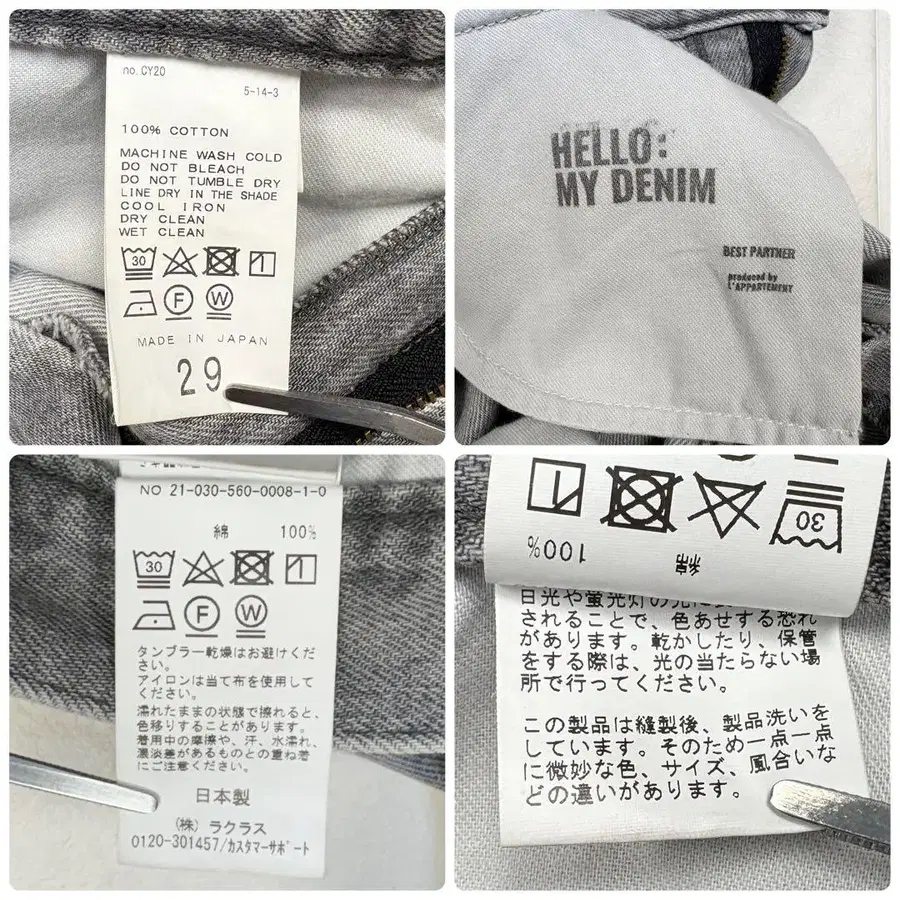 no. CY20
5-14-3
100% COTTON
MACHINE WASH COLD
DO NOT BLEACH
DO NOT TUMBLE DRY
LINE DRY IN THE SHADE
COOL IRON
DRY CLEAN
WET CLEAN
30
F W
MADE IN JAPAN
29
HELLO:
MY DENIM
BEST PARTNER
produced by
L'APPARTEMENT
NO 21-030-560-0008-1-0
綿 100%
30
F W
タンブラー乾燥はお避けくだ
さい。
アイロンは当て布を使用して
ください。
濡れたままの状態で擦れると、
色移りすることがあります。
着用中の摩擦や、汗、水濡れ、
濃淡差があるものとの重ね着
にご注意ください。
日本製
(株) ラクラス
0120-301457/カスタマーサポート
30
綿 100%
日光や蛍光灯の光に
されることで、色あせする恐れ
があります。乾かしたり、保管
をする際は、光の当たらない場
所で行ってください。
この製品は縫製後、製品洗いを
しています。そのため一点一点
に微妙な色、サイズ、風合いな
どの違いがあります。